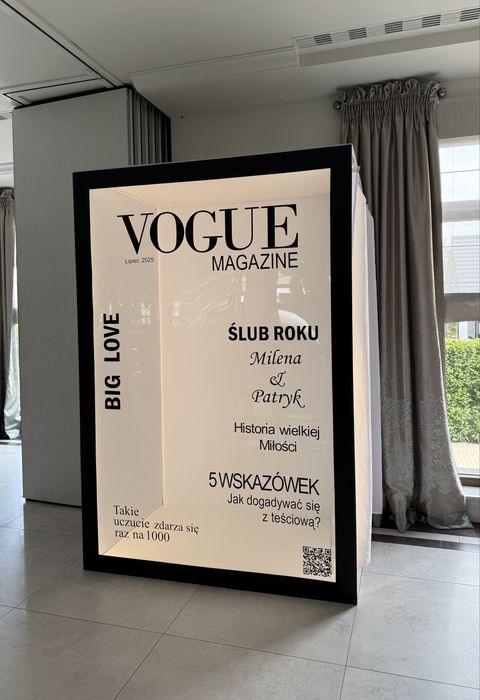 VOGUE
Lipiec 2025
MAGAZINE
BIG LOVE
ŚLUB ROKU
Milena
&
Patryk
Historia wielkiej
Miłości
5 WSKAZÓWEK
Jak dogadywać się
z teściową?
Takie
uczucie zdarza się
raz na 1000